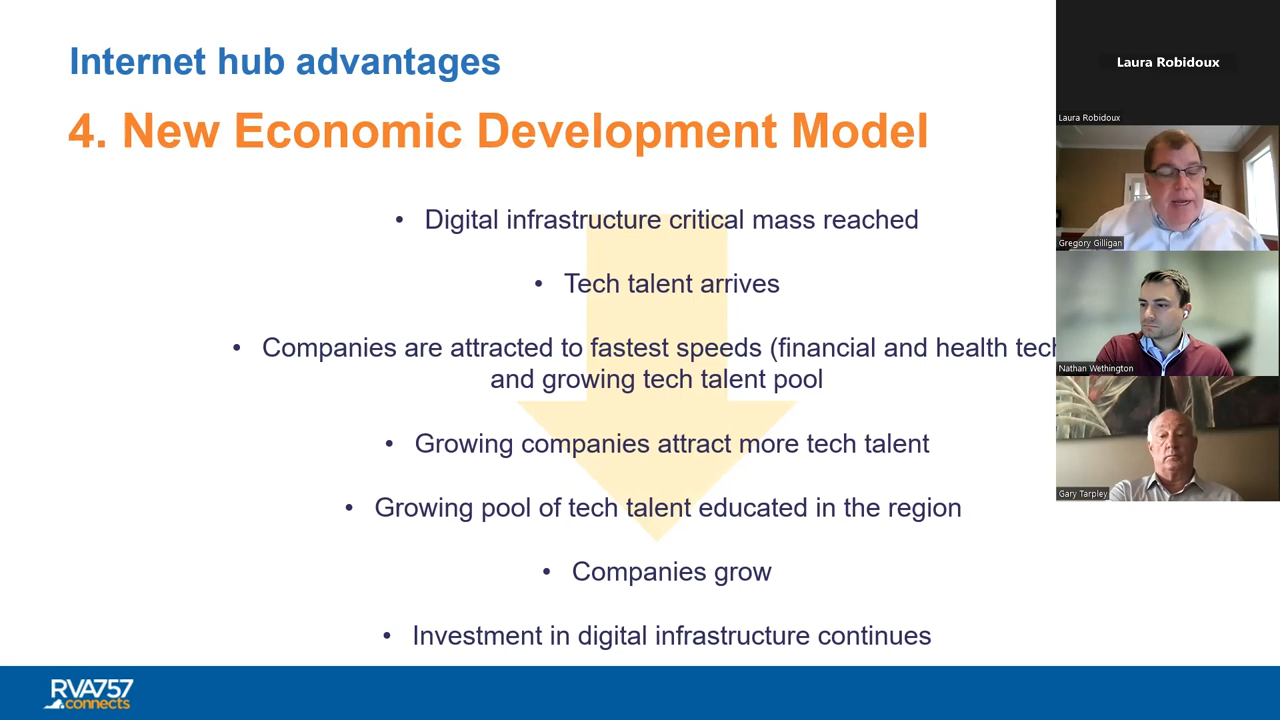 Internet hub advantages
4. New Economic Development Model
• Digital infrastructure critical mass reached
• Tech talent arrives
• Companies are attracted to fastest speeds (financial and health tech
and growing tech talent pool
• Growing companies attract more tech talent
• Growing pool of tech talent educated in the region
• Companies grow
• Investment in digital infrastructure continues
RVA757
connects
Laura Robidoux
Laura Robidoux
Gregory Gilligan
Nathan Wethington
Gary Tarpley